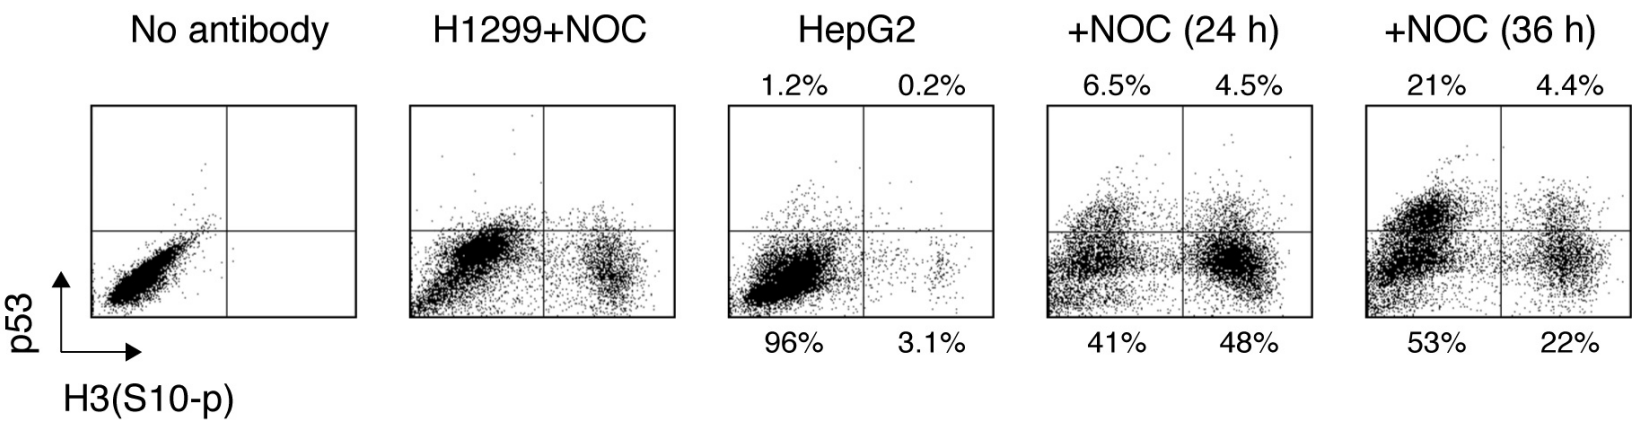 No antibody
H1299+NOC
HepG2
+NOC (24 h)
+NOC (36 h)
1.2% 0.2%
6.5% 4.5%
21% 4.4%
96% 3.1%
41% 48%
53% 22%
p53
H3(S10-p)